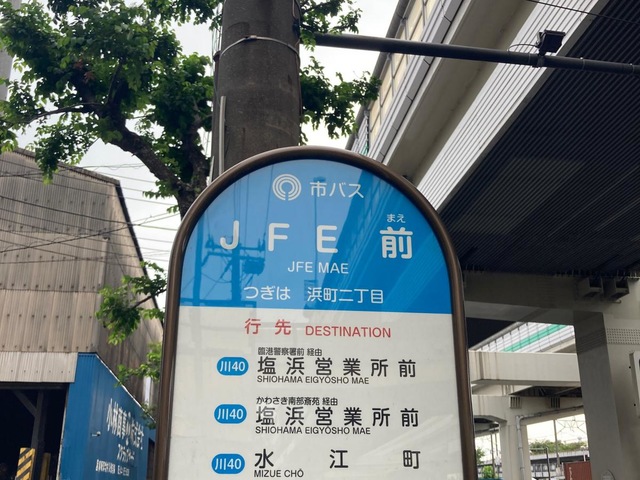 市バス
まえ
JFE前
JFE MAE
つぎは 浜町二丁目
行先 DESTINATION
臨港警察署前 経由
川40 塩浜営業所前
SHIOHAMA EIGYŌSHO MAE
かわさき南部斎苑 経由
川40 塩浜営業所前
SHIOHAMA EIGYŌSHO MAE
川40 水江町
MIZUE CHŌ